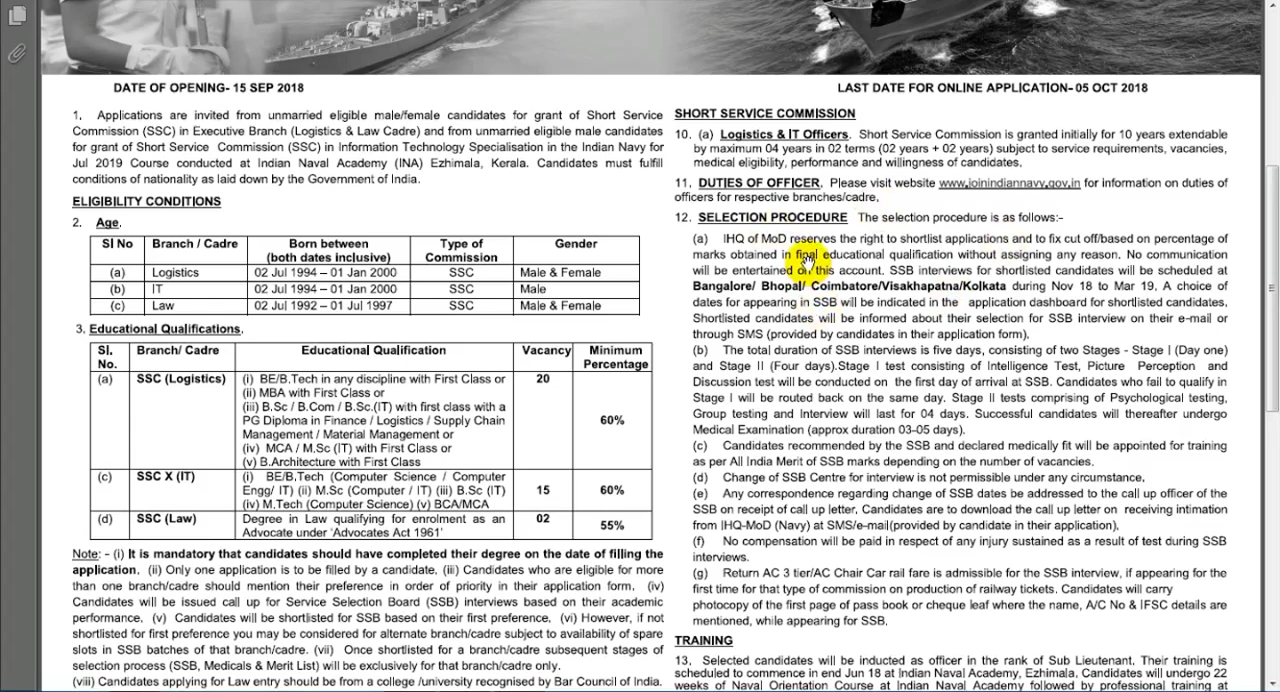 DATE OF OPENING- 15 SEP 2018
LAST DATE FOR ONLINE APPLICATION- 05 OCT 2018
1. Applications are invited from unmarried eligible male/female candidates for grant of Short Service
Commission (SSC) in Executive Branch (Logistics & Law Cadre) and from unmarried eligible male candidates
for grant of Short Service Commission (SSC) in Information Technology Specialisation in the Indian Navy for
Jul 2019 Course conducted at Indian Naval Academy (INA) Ezhimala, Kerala. Candidates must fulfill
conditions of nationality as laid down by the Government of India.
ELIGIBILITY CONDITIONS
2. Age.
Sl No Branch / Cadre Born between (both dates inclusive) Type of Commission Gender
(a) Logistics 02 Jul 1994 – 01 Jan 2000 SSC Male & Female
(b) IT 02 Jul 1994 – 01 Jan 2000 SSC Male
(c) Law 02 Jul 1992 – 01 Jul 1997 SSC Male & Female
3. Educational Qualifications.
Sl. No. Branch/ Cadre Educational Qualification Vacancy Minimum Percentage
(a) SSC (Logistics) (i) BE/B.Tech in any discipline with First Class or 20
(ii) MBA with First Class or
(iii) B.Sc / B.Com / B.Sc.(IT) with first class with a
PG Diploma in Finance / Logistics / Supply Chain 60%
Management / Material Management or
(iv) MCA / M.Sc (IT) with First Class or
(v) B.Architecture with First Class
(c) SSC X (IT) (i) BE/B.Tech (Computer Science / Computer
Engg/ IT) (ii) M.Sc (Computer / IT) (iii) B.Sc (IT) 15 60%
(iv) M.Tech (Computer Science) (v) BCA/MCA
(d) SSC (Law) Degree in Law qualifying for enrolment as an 02 55%
Advocate under ‘Advocates Act 1961’
Note: - (i) It is mandatory that candidates should have completed their degree on the date of filling the
application. (ii) Only one application is to be filled by a candidate. (iii) Candidates who are eligible for more
than one branch/cadre should mention their preference in order of priority in their application form. (iv)
Candidates will be issued call up for Service Selection Board (SSB) interviews based on their academic
performance. (v) Candidates will be shortlisted for SSB based on their first preference. (vi) However, if not
shortlisted for first preference you may be considered for alternate branch/cadre subject to availability of spare
slots in SSB batches of that branch/cadre. (vii) Once shortlisted for a branch/cadre subsequent stages of
selection process (SSB, Medicals & Merit List) will be exclusively for that branch/cadre only.
(viii) Candidates applying for Law entry should be from a college /university recognised by Bar Council of India.
SHORT SERVICE COMMISSION
10. (a) Logistics & IT Officers. Short Service Commission is granted initially for 10 years extendable
by maximum 04 years in 02 terms (02 years + 02 years) subject to service requirements, vacancies,
medical eligibility, performance and willingness of candidates.
11. DUTIES OF OFFICER. Please visit website www.joinindiannavy.gov.in for information on duties of
officers for respective branches/cadre.
12. SELECTION PROCEDURE The selection procedure is as follows:-
(a) IHQ of MoD reserves the right to shortlist applications and to fix cut off/based on percentage of
marks obtained in final educational qualification without assigning any reason. No communication
will be entertained on this account. SSB interviews for shortlisted candidates will be scheduled at
Bangalore/ Bhopal/ Coimbatore/Visakhapatna/Kolkata during Nov 18 to Mar 19. A choice of
dates for appearing in SSB will be indicated in the application dashboard for shortlisted candidates.
Shortlisted candidates will be informed about their selection for SSB interview on their e-mail or
through SMS (provided by candidates in their application form).
(b) The total duration of SSB interviews is five days, consisting of two Stages - Stage I (Day one)
and Stage II (Four days).Stage I test consisting of Intelligence Test, Picture Perception and
Discussion test will be conducted on the first day of arrival at SSB. Candidates who fail to qualify in
Stage I will be routed back on the same day. Stage II tests comprising of Psychological testing,
Group testing and Interview will last for 04 days. Successful candidates will thereafter undergo
Medical Examination (approx duration 03-05 days).
(c) Candidates recommended by the SSB and declared medically fit will be appointed for training
as per All India Merit of SSB marks depending on the number of vacancies.
(d) Change of SSB Centre for interview is not permissible under any circumstance.
(e) Any correspondence regarding change of SSB dates be addressed to the call up officer of the
SSB on receipt of call up letter. Candidates are to download the call up letter on receiving intimation
from IHQ-MoD (Navy) at SMS/e-mail(provided by candidate in their application).
(f) No compensation will be paid in respect of any injury sustained as a result of test during SSB
interviews.
(g) Return AC 3 tier/AC Chair Car rail fare is admissible for the SSB interview, if appearing for the
first time for that type of commission on production of railway tickets. Candidates will carry
photocopy of the first page of pass book or cheque leaf where the name, A/C No & IFSC details are
mentioned, while appearing for SSB.
TRAINING
13. Selected candidates will be inducted as officer in the rank of Sub Lieutenant. Their training is
scheduled to commence in end Jun 18 at Indian Naval Academy, Ezhimala. Candidates will undergo 22
weeks of Naval Orientation Course at Indian Naval Academy followed by professional training at